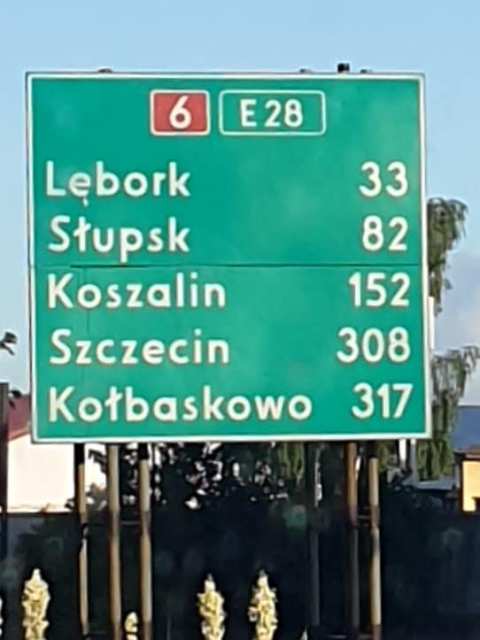 6 E28
Lębork 33
Słupsk 82
Koszalin 152
Szczecin 308
Kołbaskowo 317